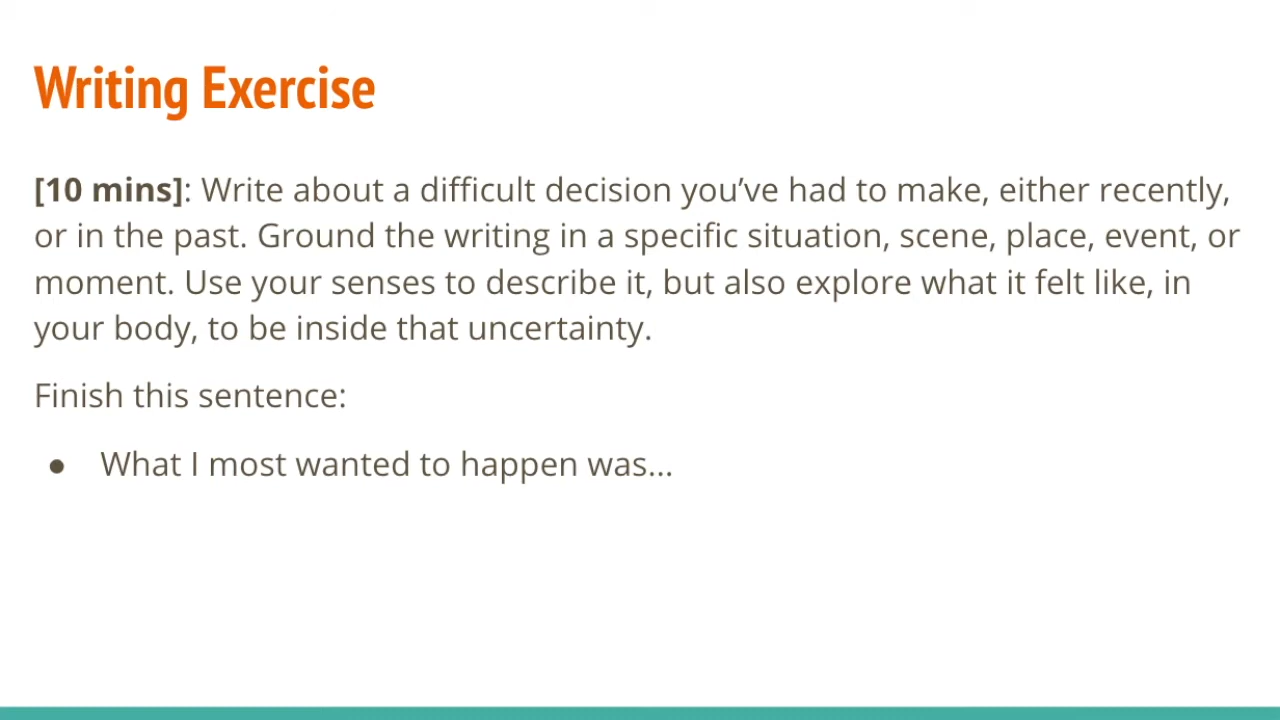 Writing Exercise
[10 mins]: Write about a difficult decision you’ve had to make, either recently,
or in the past. Ground the writing in a specific situation, scene, place, event, or
moment. Use your senses to describe it, but also explore what it felt like, in
your body, to be inside that uncertainty.
Finish this sentence:
● What I most wanted to happen was...